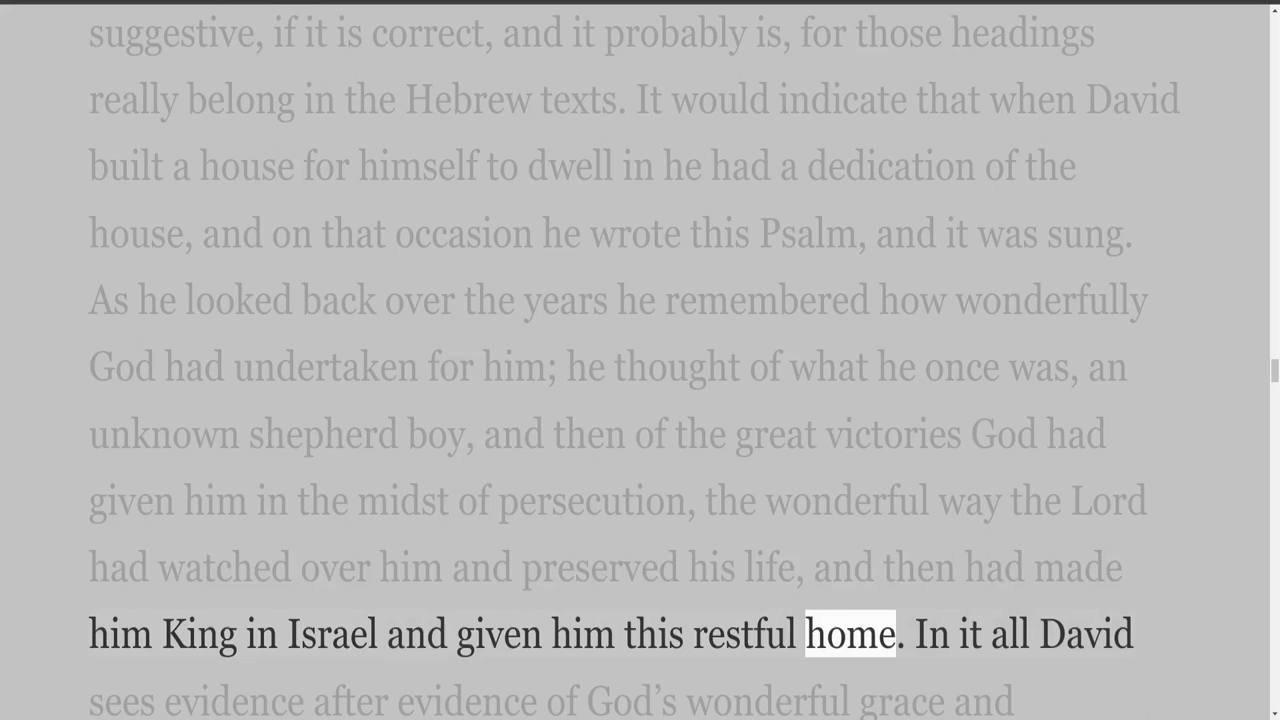 suggestive, if it is correct, and it probably is, for those headings
really belong in the Hebrew texts. It would indicate that when David
built a house for himself to dwell in he had a dedication of the
house, and on that occasion he wrote this Psalm, and it was sung.
As he looked back over the years he remembered how wonderfully
God had undertaken for him; he thought of what he once was, an
unknown shepherd boy, and then of the great victories God had
given him in the midst of persecution, the wonderful way the Lord
had watched over him and preserved his life, and then had made
him King in Israel and given him this restful home. In it all David
sees evidence after evidence of God’s wonderful grace and